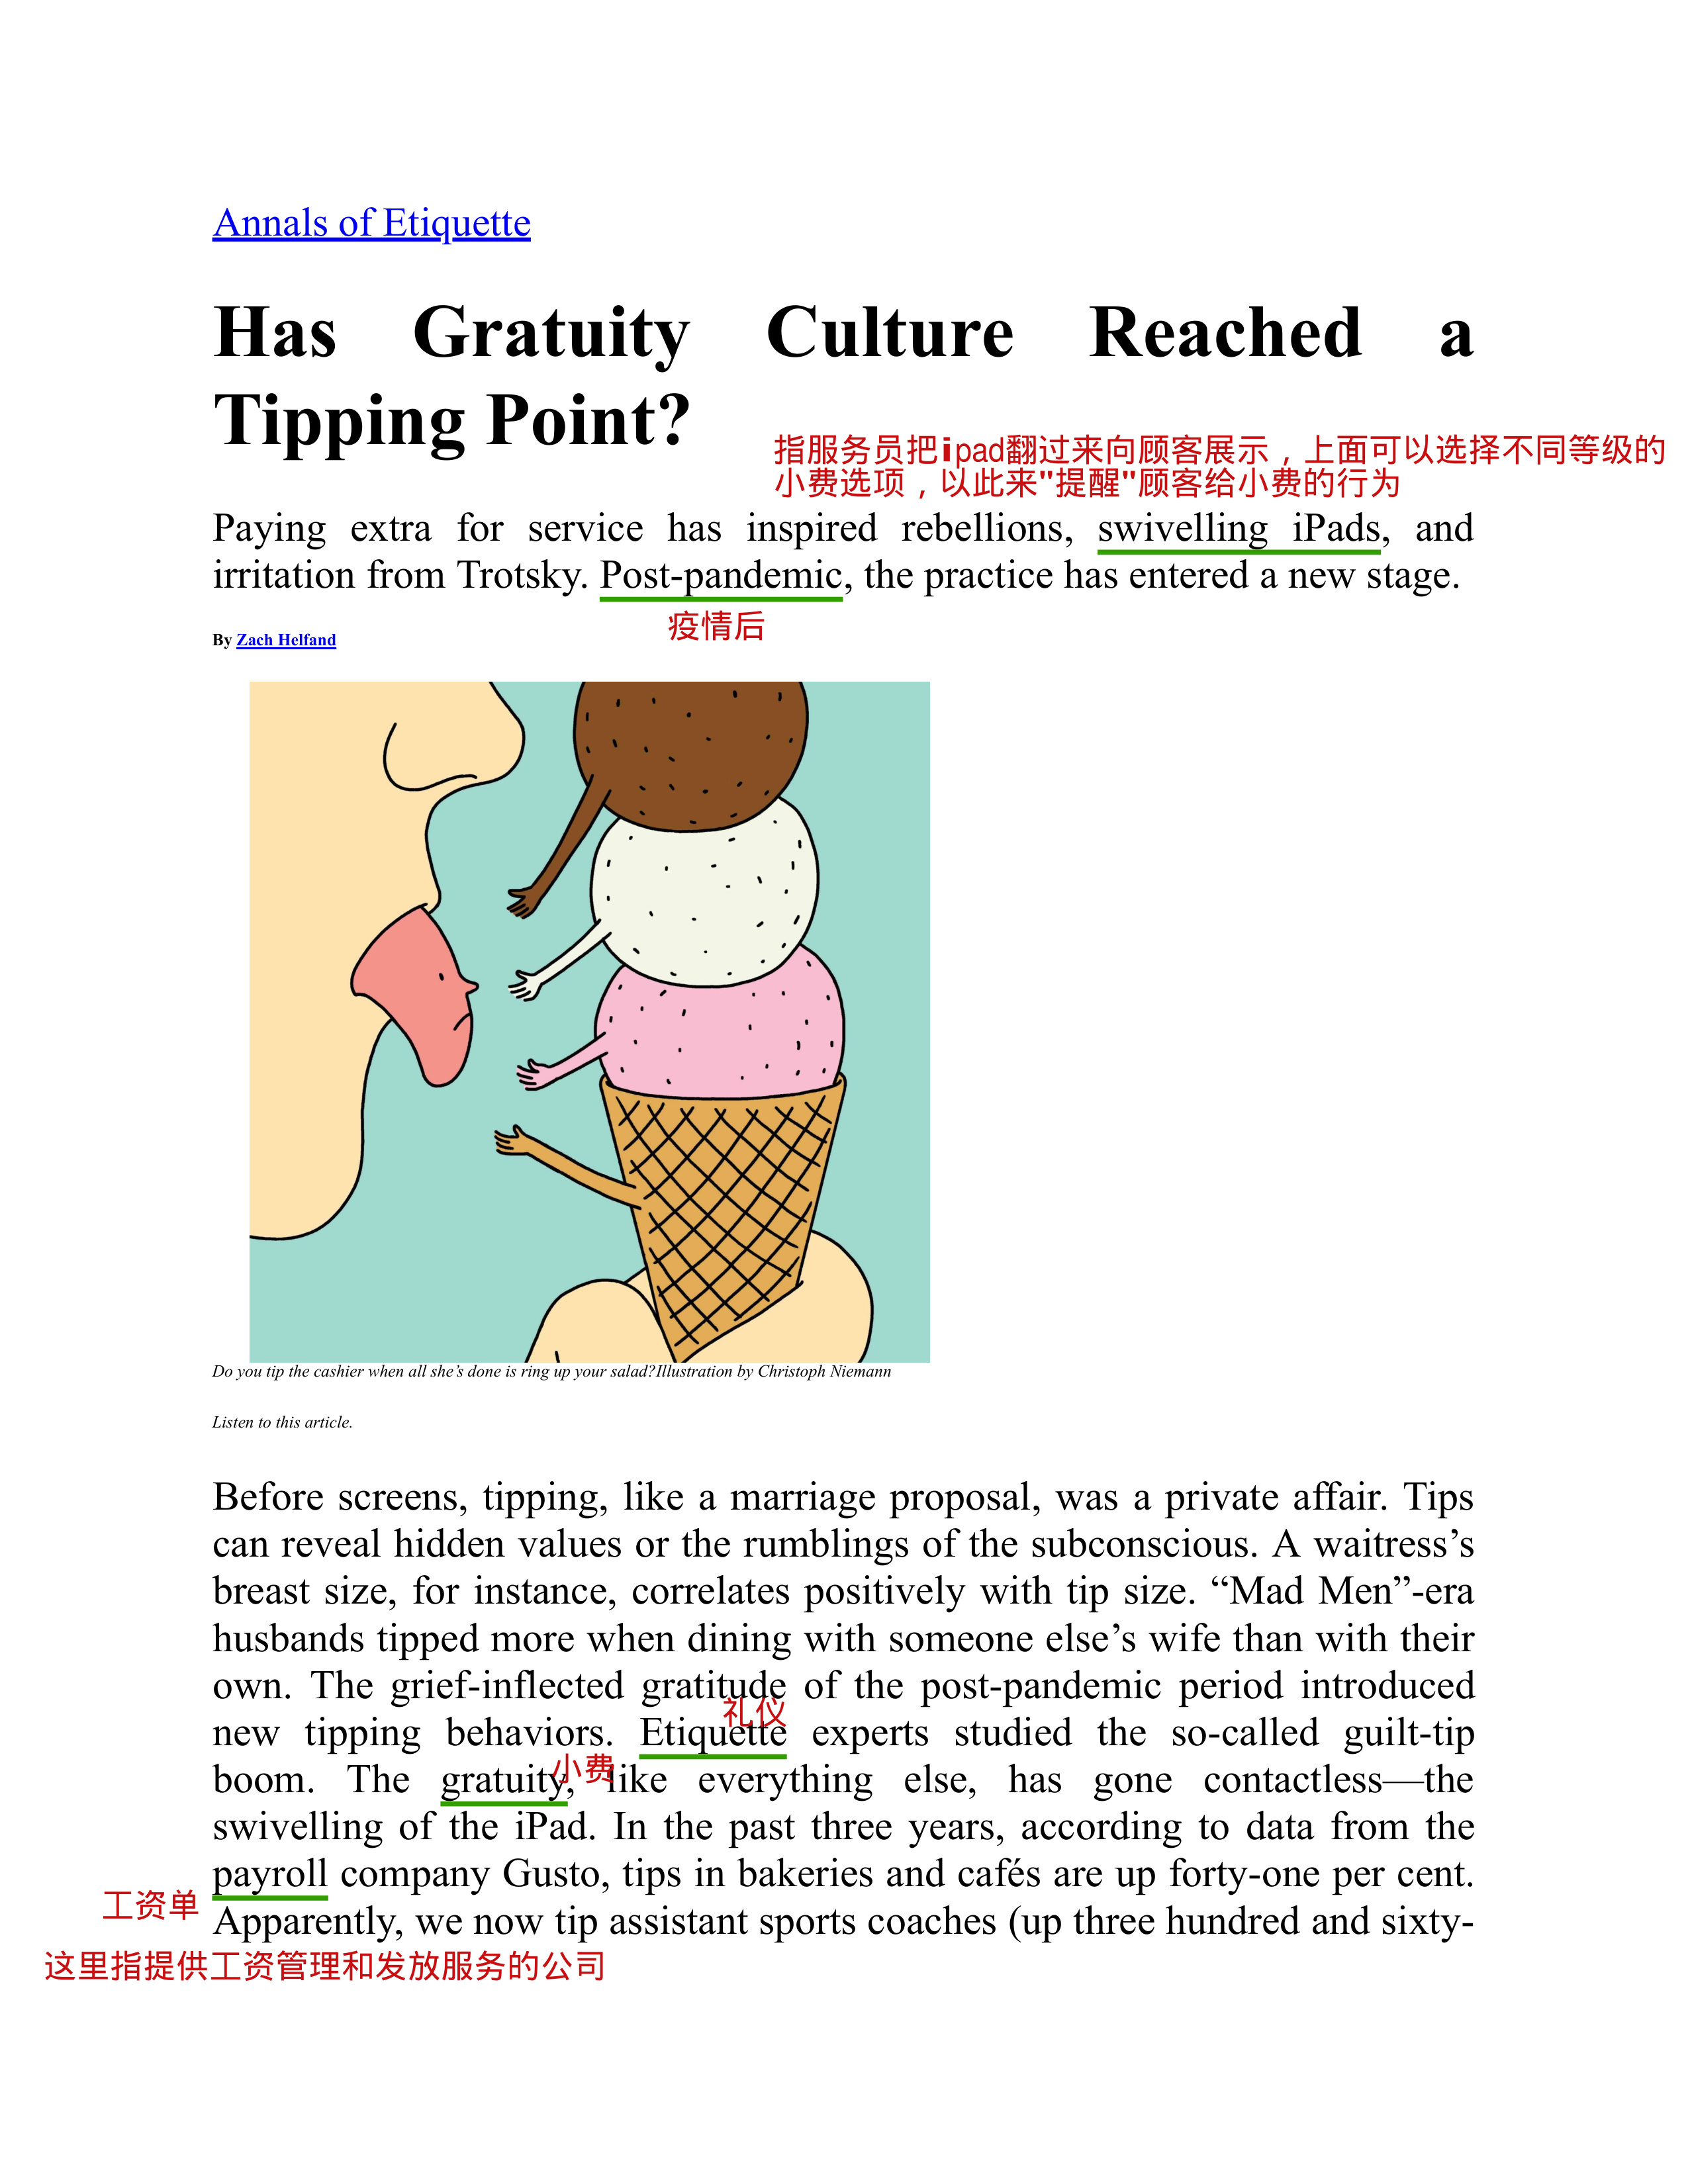 Annals of Etiquette
Has Gratuity Culture Reached a
Tipping Point?
指服务员把ipad翻过来向顾客展示，上面可以选择不同等级的
小费选项，以此来"提醒"顾客给小费的行为
Paying extra for service has inspired rebellions, swivelling iPads, and
irritation from Trotsky. Post-pandemic, the practice has entered a new stage.
疫情后
By Zach Helfand
Do you tip the cashier when all she’s done is ring up your salad?Illustration by Christoph Niemann
Listen to this article.
Before screens, tipping, like a marriage proposal, was a private affair. Tips
can reveal hidden values or the rumblings of the subconscious. A waitress’s
breast size, for instance, correlates positively with tip size. “Mad Men”-era
husbands tipped more when dining with someone else’s wife than with their
own. The grief-inflected gratitude of the post-pandemic period introduced
礼仪
new tipping behaviors. Etiquette experts studied the so-called guilt-tip
小费
boom. The gratuity, like everything else, has gone contactless—the
swivelling of the iPad. In the past three years, according to data from the
payroll company Gusto, tips in bakeries and cafés are up forty-one per cent.
工资单
Apparently, we now tip assistant sports coaches (up three hundred and sixty-
这里指提供工资管理和发放服务的公司